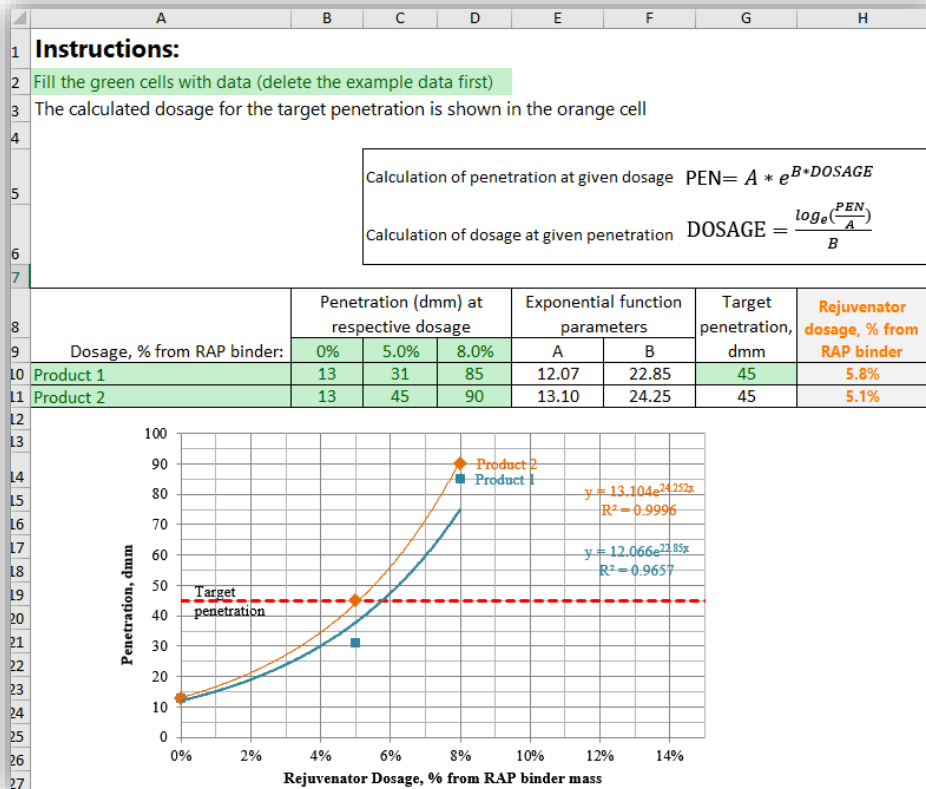 A B C D E F G H
1 Instructions:
2 Fill the green cells with data (delete the example data first)
3 The calculated dosage for the target penetration is shown in the orange cell
4
5 Calculation of penetration at given dosage PEN= A * e^{B*DOSAGE}
6 Calculation of dosage at given penetration DOSAGE = \frac{log_e(\frac{PEN}{A})}{B}
7
Penetration (dmm) at Exponential function Target Rejuvenator
8 respective dosage parameters penetration, dosage, % from
9 Dosage, % from RAP binder: 0% 5.0% 8.0% A B dmm RAP binder
10 Product 1 13 31 85 12.07 22.85 45 5.8%
11 Product 2 13 45 90 13.10 24.25 45 5.1%
12
13
14
15
16
17
18
19
20
21
22
23
24
25
26
27
100
90
80
70
60
50
40
30
20
10
0
Penetration, dmm
Product 2
Product 1
y = 13.104e^{24.252x}
R² = 0.9996
y = 12.066e^{22.85x}
R² = 0.9657
Target
penetration
0% 2% 4% 6% 8% 10% 12% 14%
Rejuvenator Dosage, % from RAP binder mass